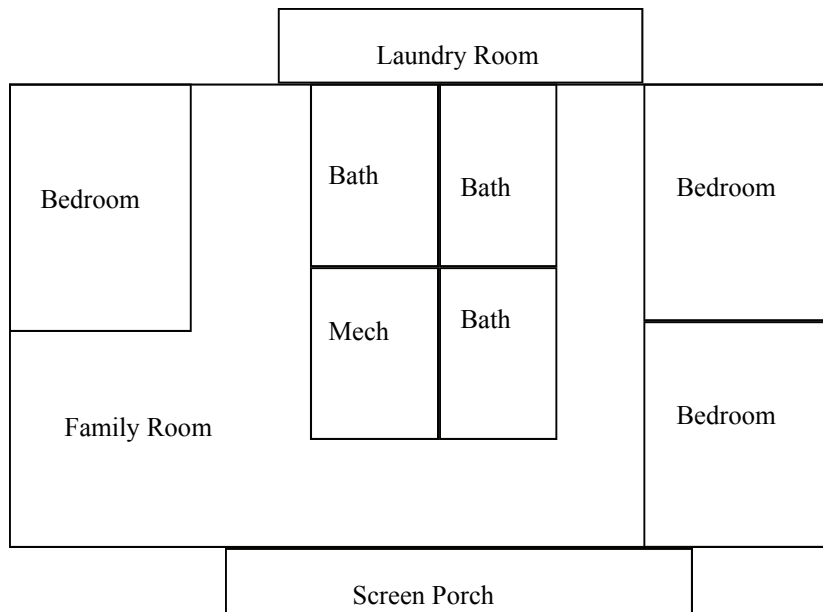 Laundry Room
Bath
Bath
Bedroom
Bedroom
Mech
Bath
Family Room
Bedroom
Screen Porch